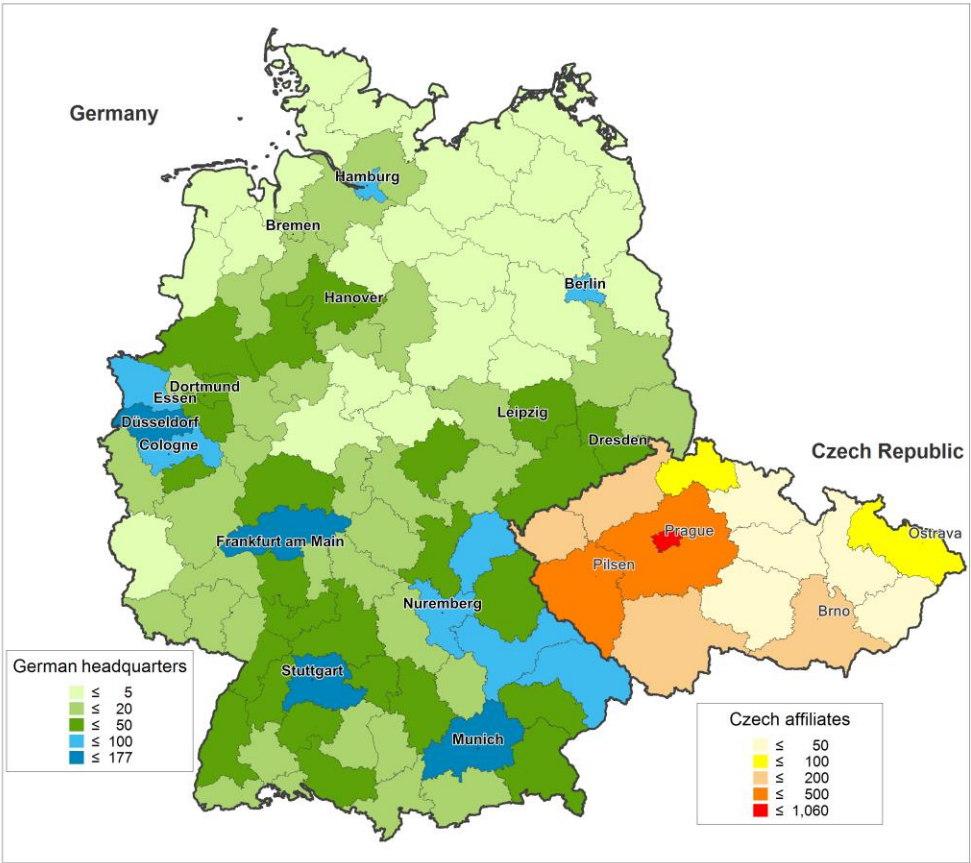 Germany
Hamburg
Bremen
Berlin
Hanover
Dortmund
Essen
Leipzig
Düsseldorf
Dresden
Cologne
Czech Republic
Prague
Ostrava
Frankfurt am Main
Pilsen
Nuremberg
Brno
Stuttgart
Munich
German headquarters
≤ 5
≤ 20
≤ 50
≤ 100
≤ 177
Czech affiliates
≤ 50
≤ 100
≤ 200
≤ 500
≤ 1,060